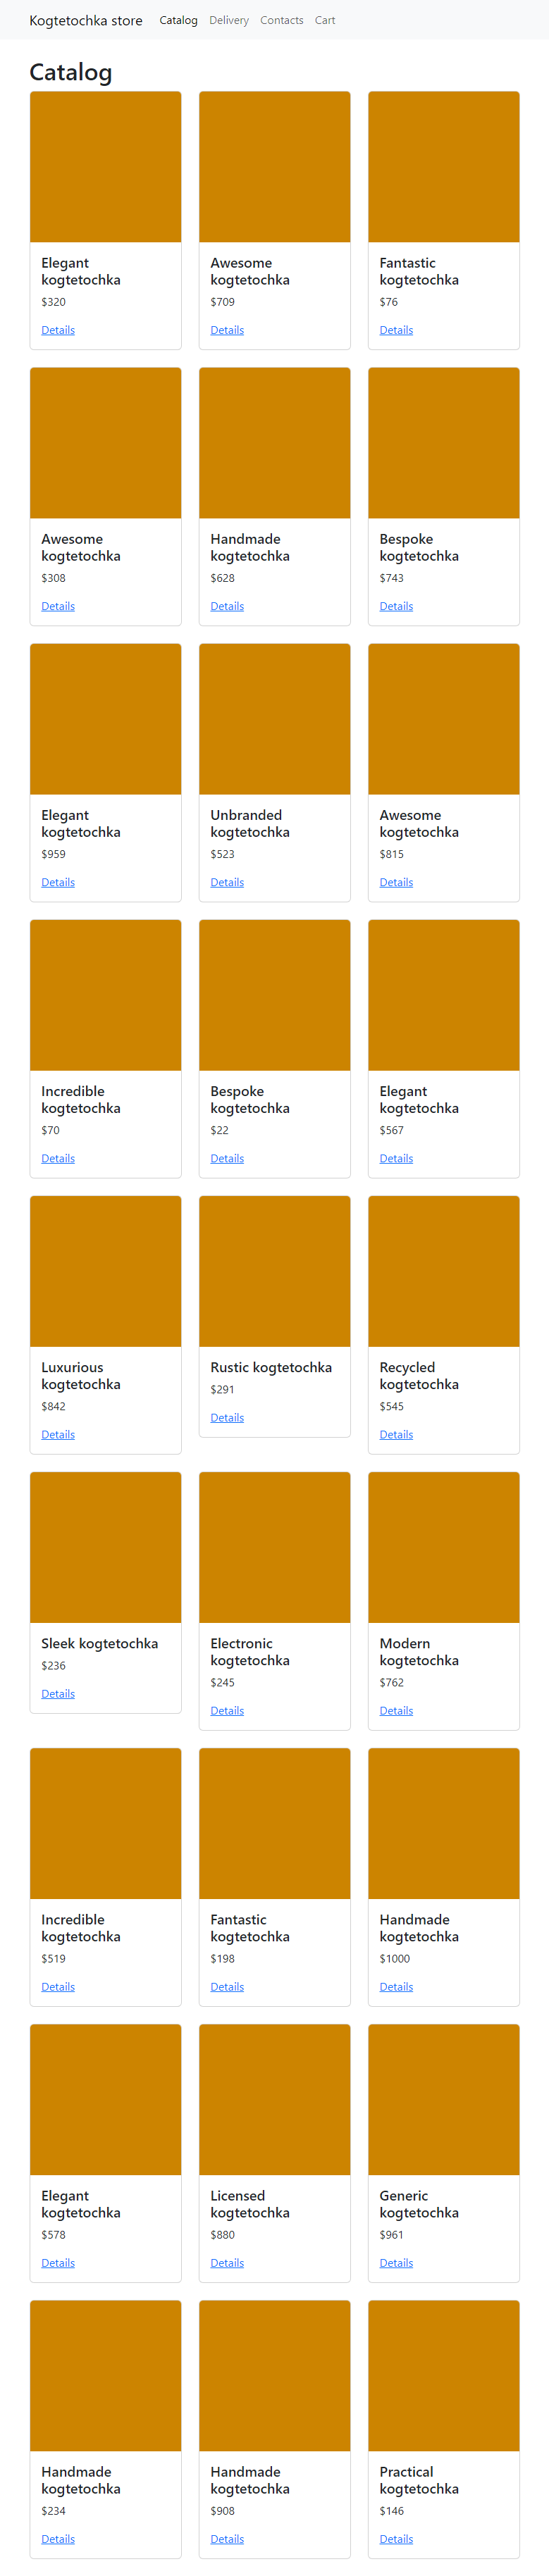 Kogtetochka store Catalog Delivery Contacts Cart
Catalog
Elegant
kogtetochka
$320
Details
Awesome
kogtetochka
$709
Details
Fantastic
kogtetochka
$76
Details
Awesome
kogtetochka
$308
Details
Handmade
kogtetochka
$628
Details
Bespoke
kogtetochka
$743
Details
Elegant
kogtetochka
$959
Details
Unbranded
kogtetochka
$523
Details
Awesome
kogtetochka
$815
Details
Incredible
kogtetochka
$70
Details
Bespoke
kogtetochka
$22
Details
Elegant
kogtetochka
$567
Details
Luxurious
kogtetochka
$842
Details
Rustic kogtetochka
$291
Details
Recycled
kogtetochka
$545
Details
Sleek kogtetochka
$236
Details
Electronic
kogtetochka
$245
Details
Modern
kogtetochka
$762
Details
Incredible
kogtetochka
$519
Details
Fantastic
kogtetochka
$198
Details
Handmade
kogtetochka
$1000
Details
Elegant
kogtetochka
$578
Details
Licensed
kogtetochka
$880
Details
Generic
kogtetochka
$961
Details
Handmade
kogtetochka
$234
Details
Handmade
kogtetochka
$908
Details
Practical
kogtetochka
$146
Details